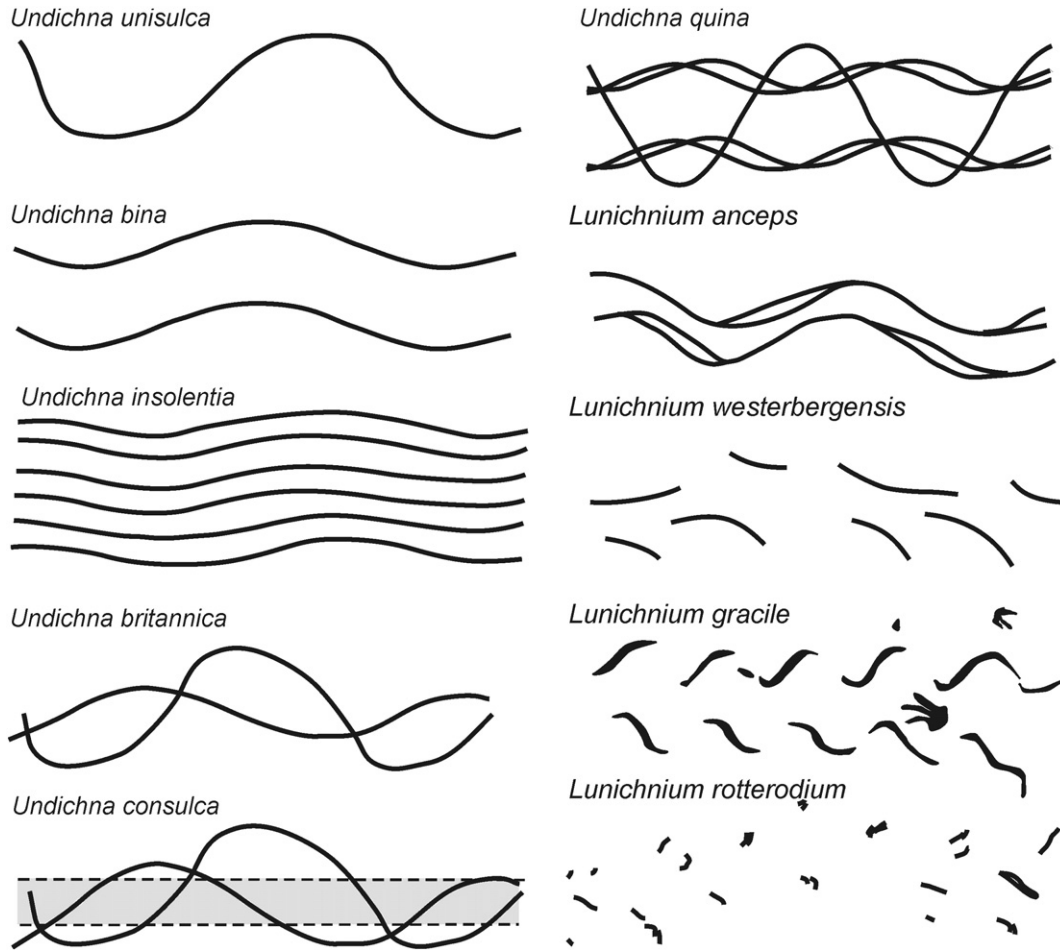 Undichna unisulca
Undichna bina
Undichna insolentia
Undichna britannica
Undichna consulca
Undichna quina
Lunichnium anceps
Lunichnium westerbergensis
Lunichnium gracile
Lunichnium rotterodium